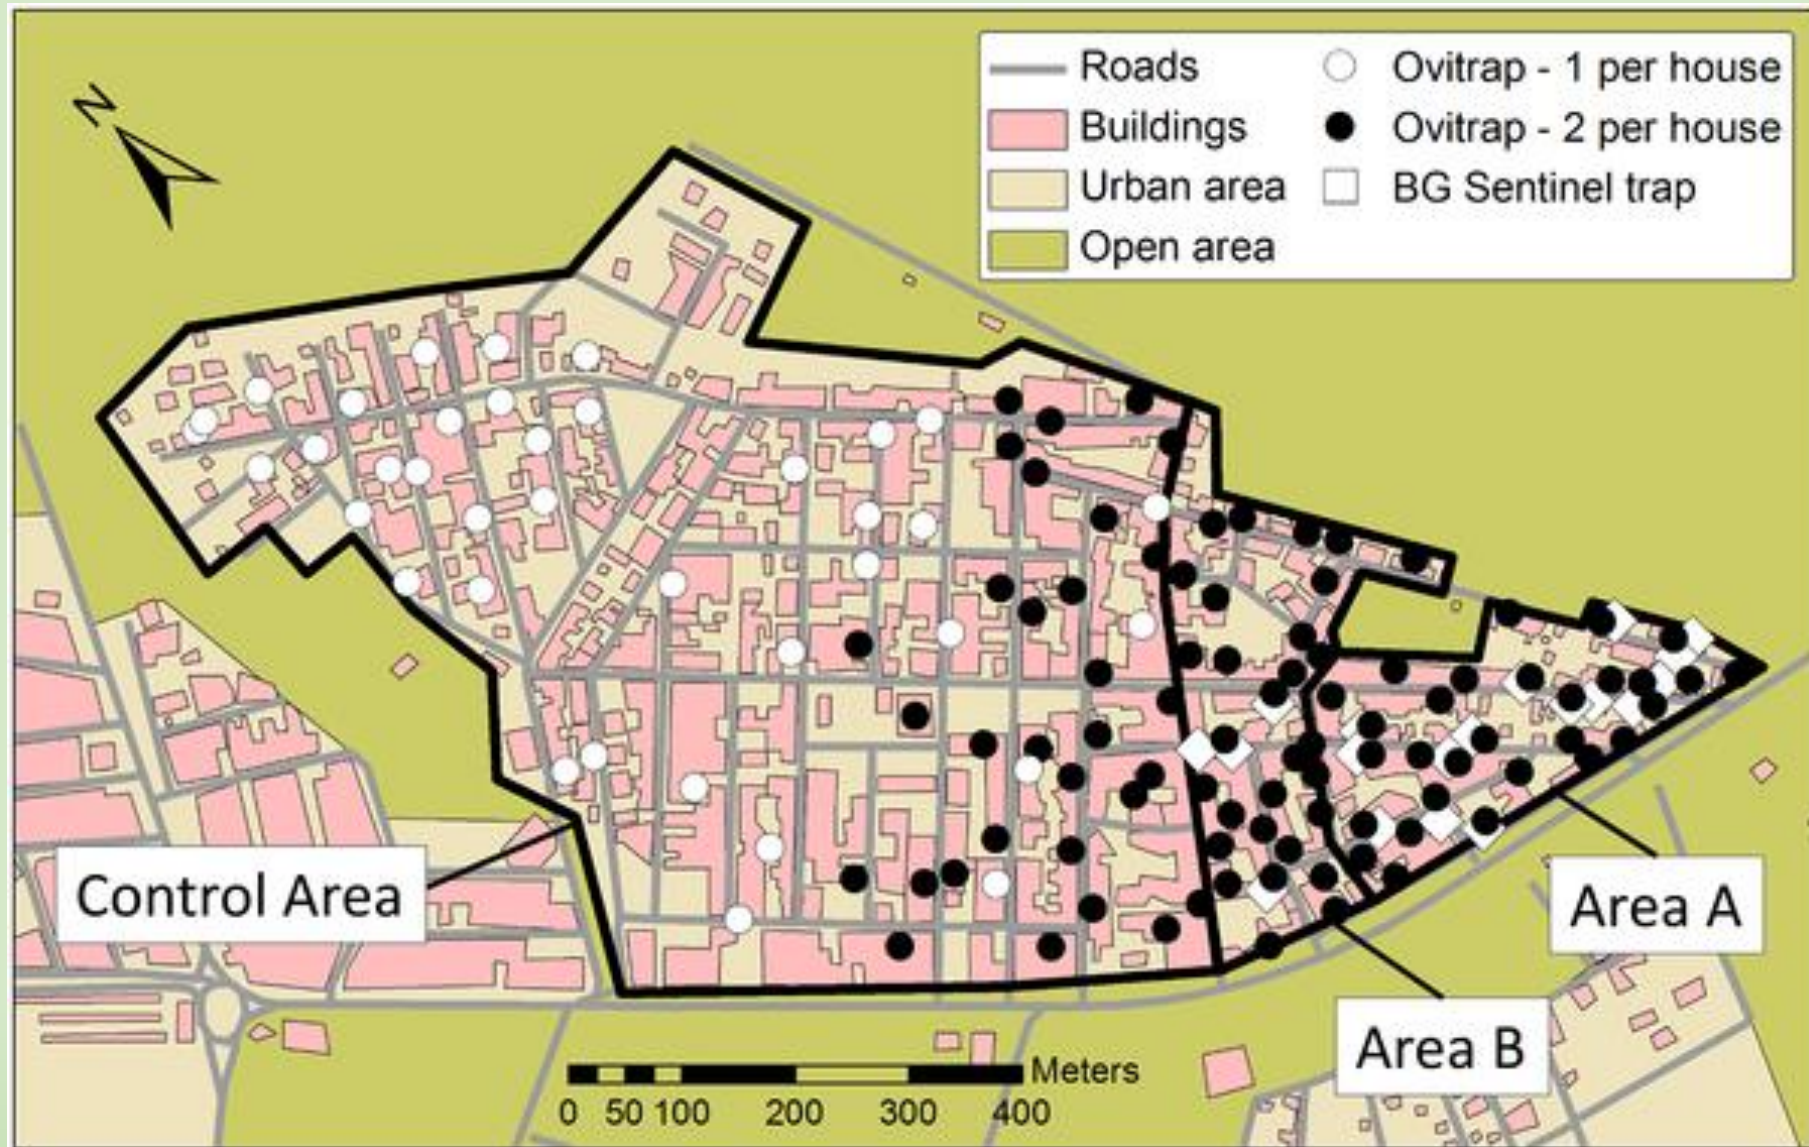 N
Roads
Ovitrap - 1 per house
Buildings
Ovitrap - 2 per house
Urban area
BG Sentinel trap
Open area
Control Area
Area A
Area B
Meters
0 50 100 200 300 400